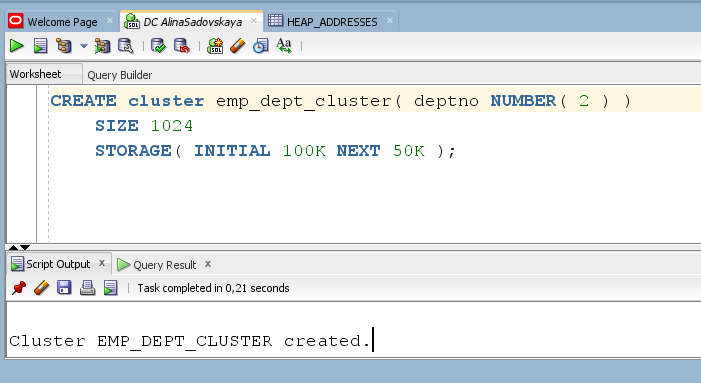 Welcome Page
DC AlinaSadovskaya
HEAP_ADDRESSES
Worksheet
Query Builder
CREATE cluster emp_dept_cluster( deptno NUMBER( 2 ) )
SIZE 1024
STORAGE( INITIAL 100K NEXT 50K );
Script Output
Query Result
Task completed in 0,21 seconds
Cluster EMP_DEPT_CLUSTER created.